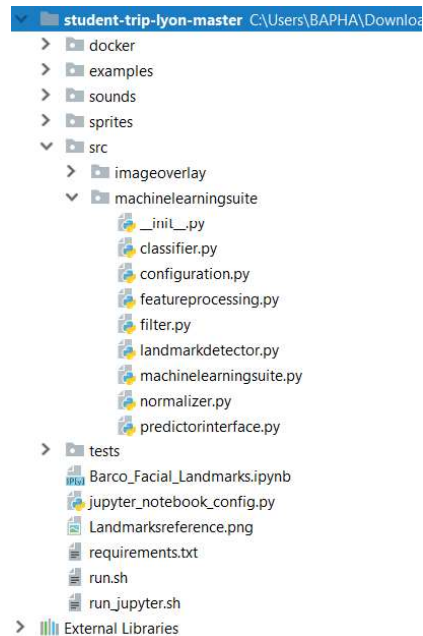 student-trip-lyon-master C:\Users\BAPHA\Downloa
docker
examples
sounds
sprites
src
imageoverlay
machinelearningsuite
__init__.py
classifier.py
configuration.py
featureprocessing.py
filter.py
landmarkdetector.py
machinelearningsuite.py
normalizer.py
predictorinterface.py
tests
Barco_Facial_Landmarks.ipynb
jupyter_notebook_config.py
Landmarksreference.png
requirements.txt
run.sh
run_jupyter.sh
External Libraries